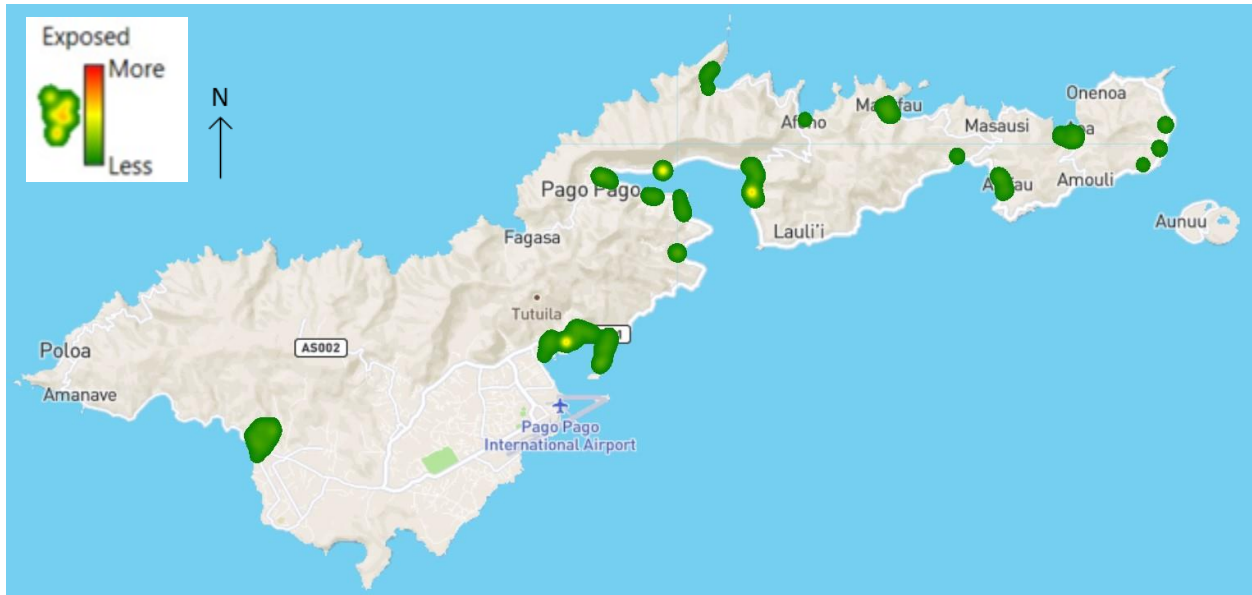 Exposed
More
Less
N
Onenoa
Masausi
Pago Pago
Amouli
Aunuu
Lauli'i
Fagasa
Tutuila
AS002
Poloa
Amanave
Pago Pago
International Airport